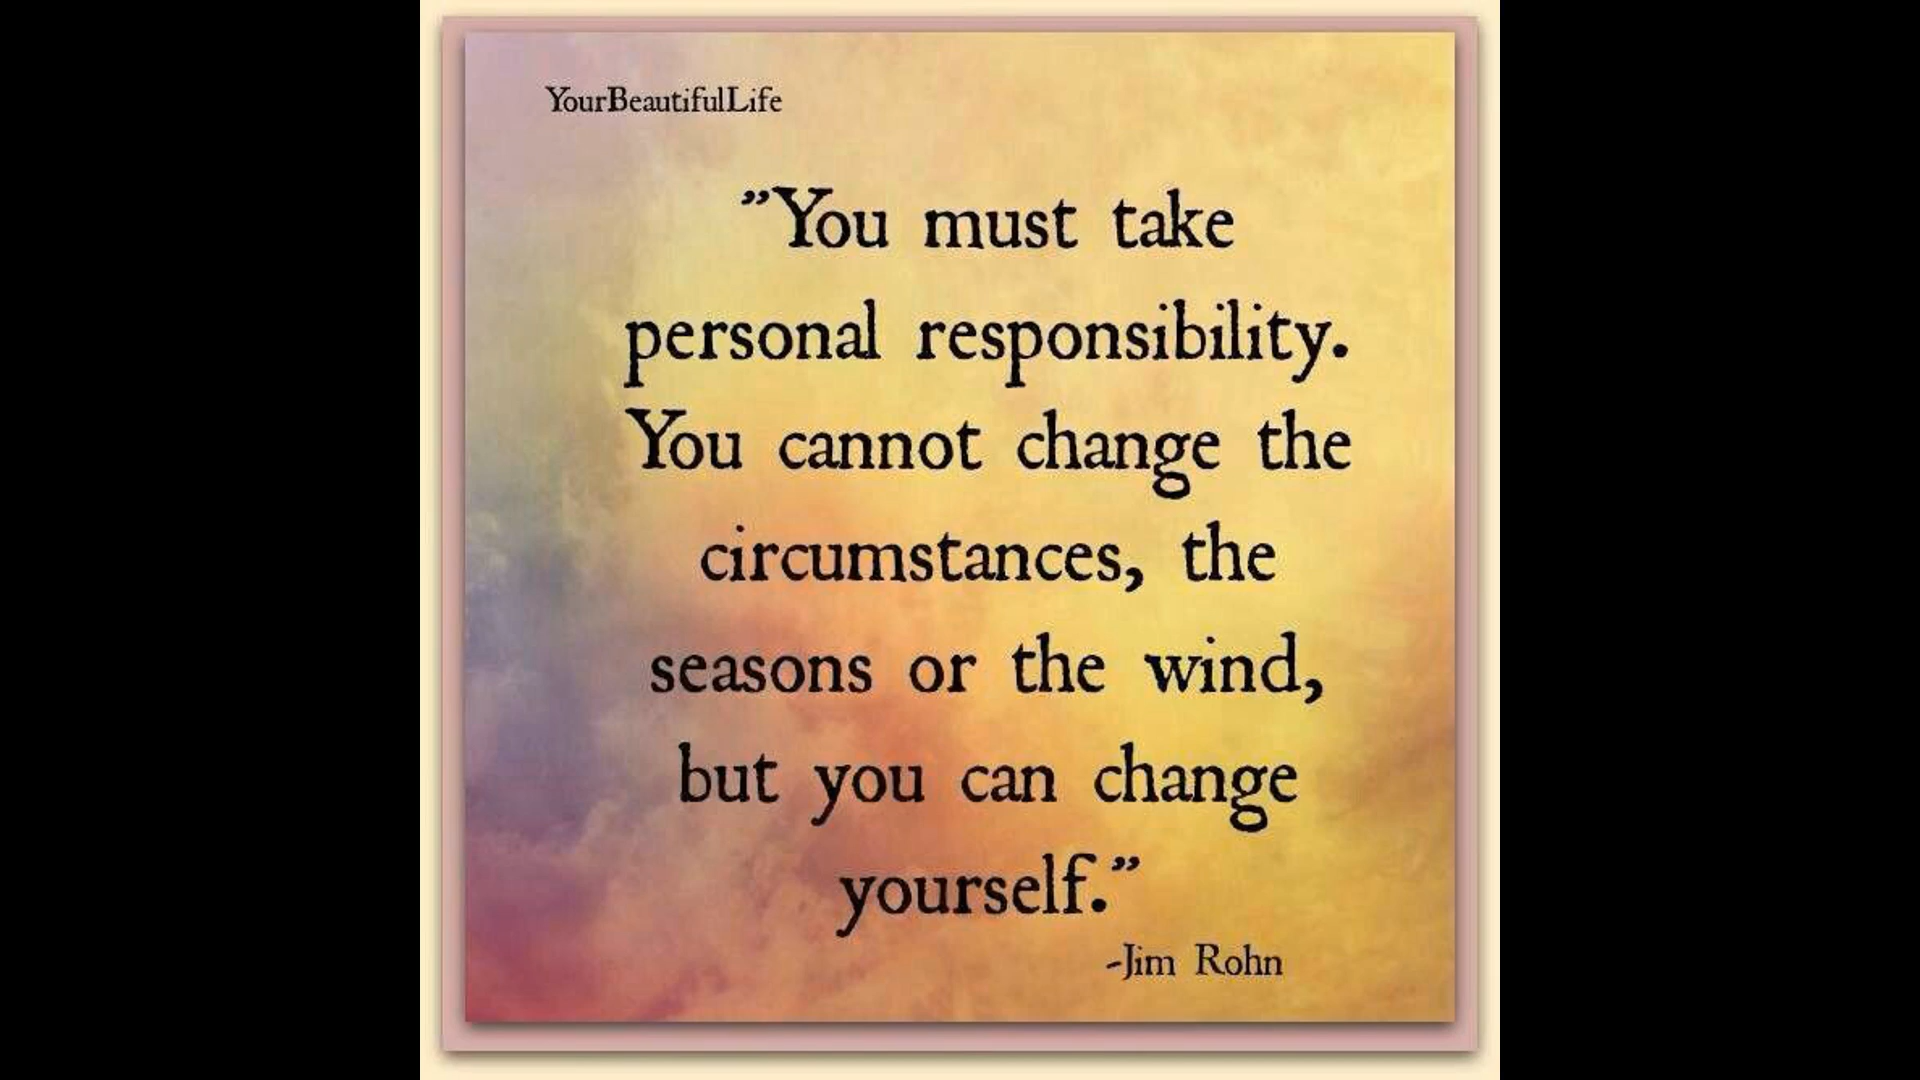 YourBeautifulLife
"You must take
personal responsibility.
You cannot change the
circumstances, the
seasons or the wind,
but you can change
yourself."
-Jim Rohn